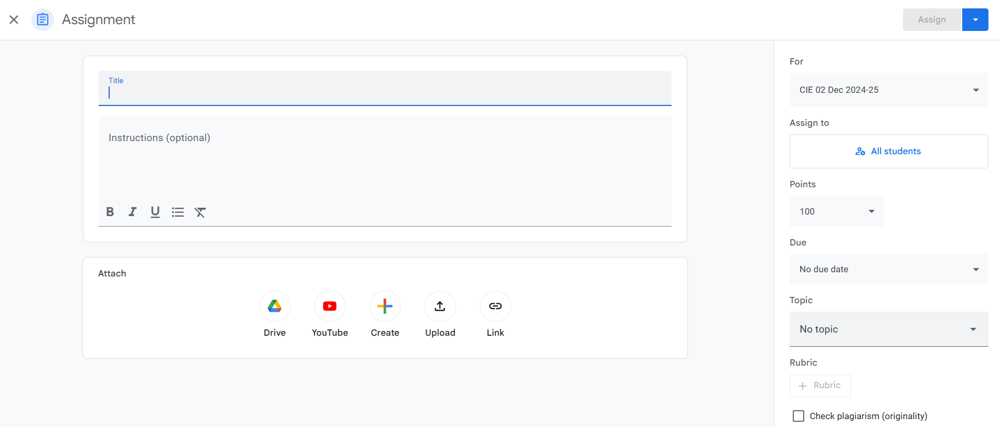 Assignment
Assign
Title
Instructions (optional)
B I U
Attach
Drive
YouTube
Create
Upload
Link
For
CIE 02 Dec 2024-25
Assign to
All students
Points
100
Due
No due date
Topic
No topic
Rubric
Rubric
Check plagiarism (originality)